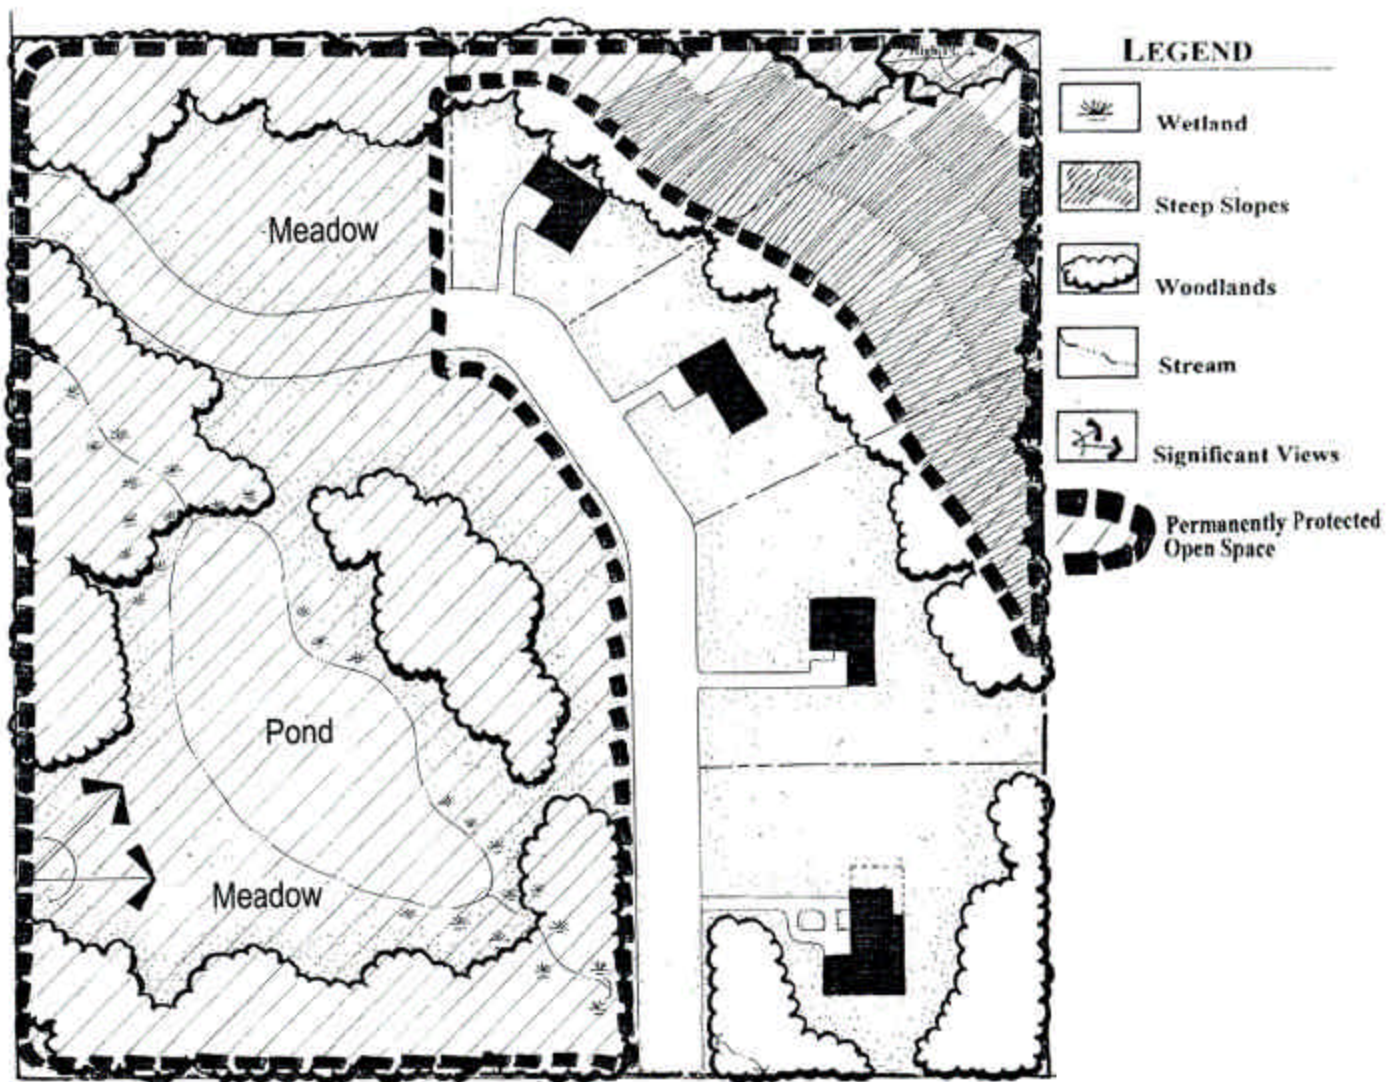 LEGEND
Wetland
Steep Slopes
Woodlands
Stream
Significant Views
Permanently Protected
Open Space
Meadow
Pond
Meadow